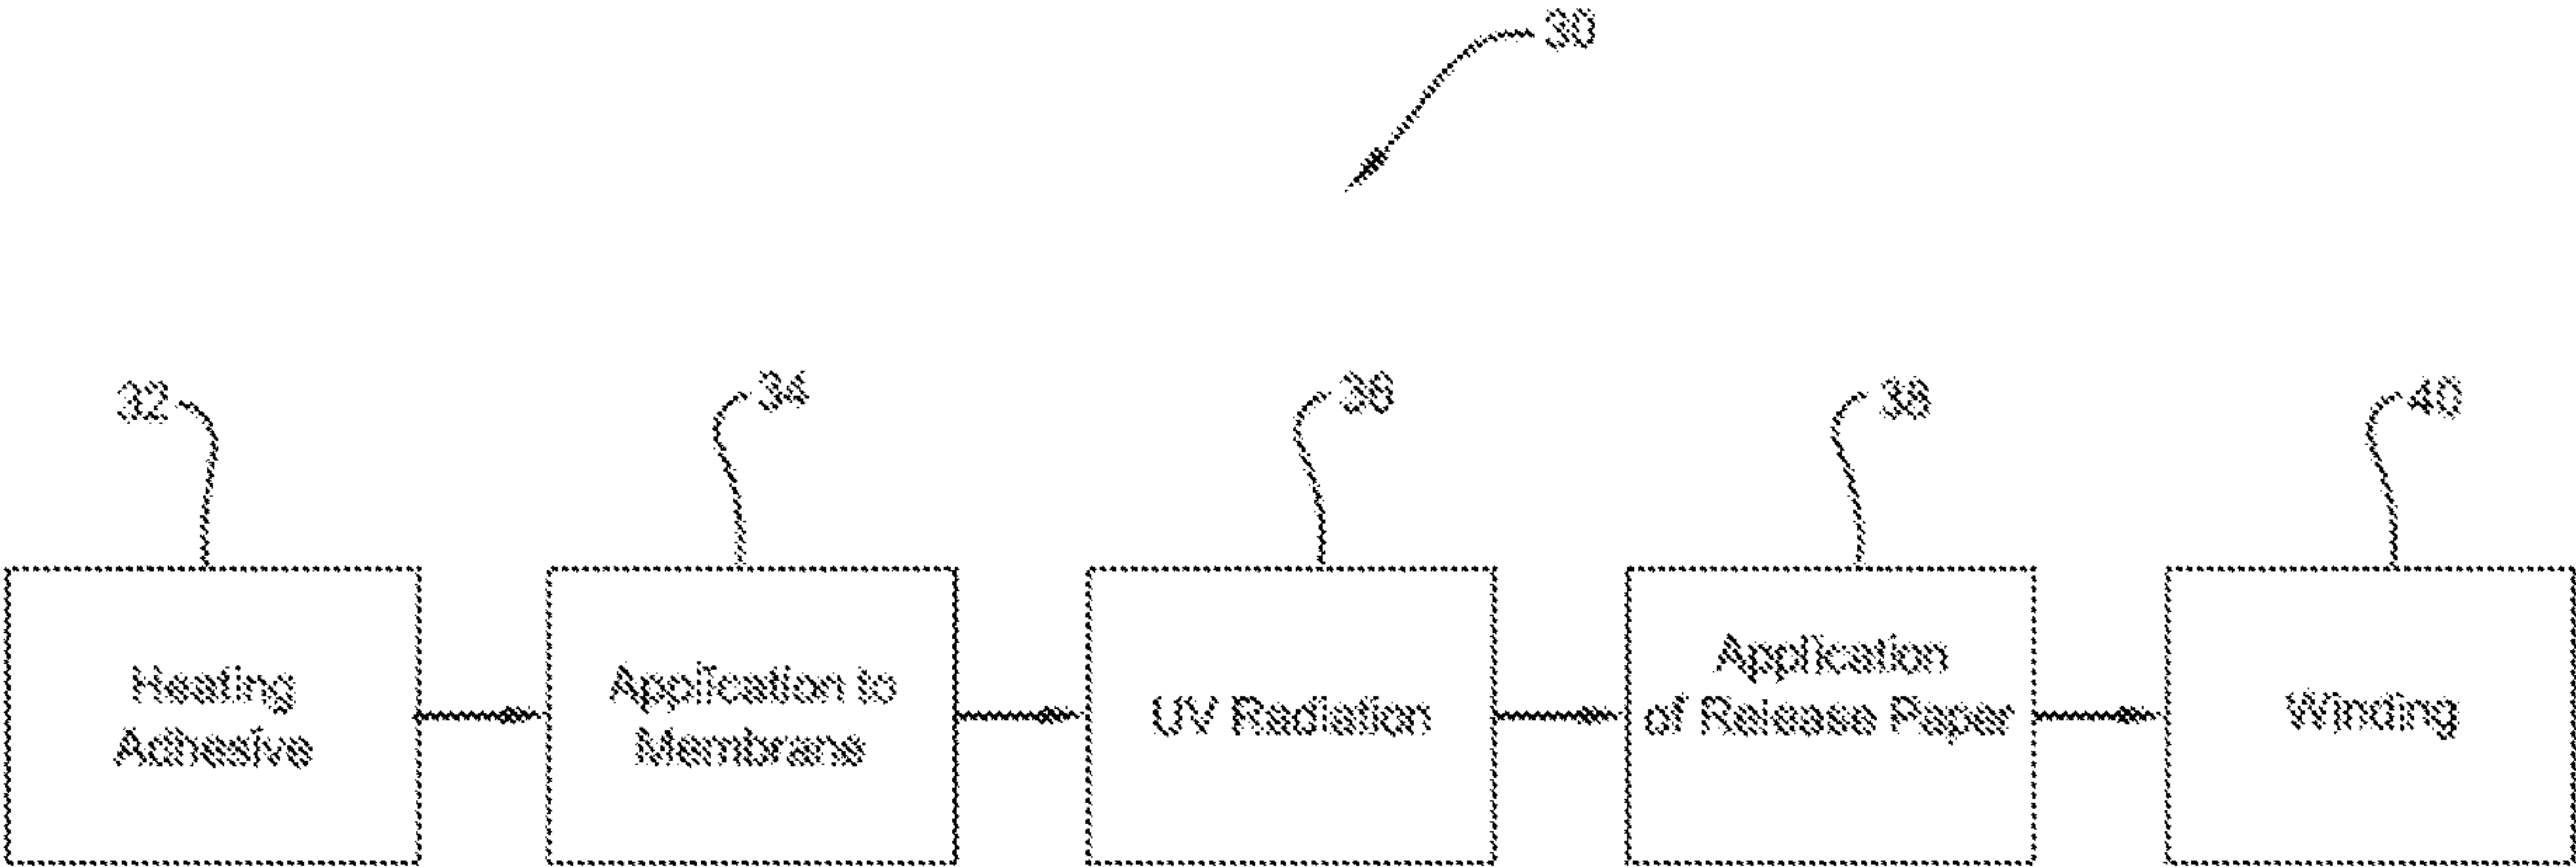 30
32
34
36
38
40
Heating
Adhesive
Application to
Membrane
UV Radiation
Application
of Release Paper
Winding